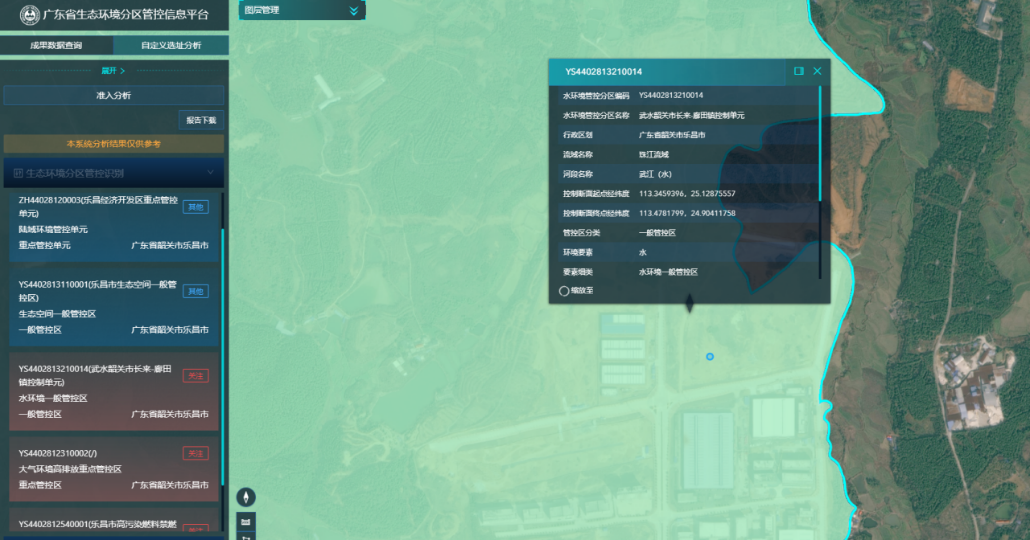 广东省生态环境分区管控信息平台
图层管理
成果数据查询
自定义选址分析
展开 >
准入分析
报告下载
本系统分析结果仅供参考
生态环境分区管控识别
ZH44028120003(乐昌经济开发区重点管控
单元)
其他
陆域环境管控单元
重点管控单元
广东省韶关市乐昌市
YS4402813110001(乐昌市生态空间一般管
控区)
其他
生态空间一般管控区
一般管控区
广东省韶关市乐昌市
YS4402813210014(武水韶关市长来-廊田
镇控制单元)
关注
水环境一般管控区
一般管控区
广东省韶关市乐昌市
YS4402812310002(/)
关注
大气环境高排放重点管控区
重点管控区
广东省韶关市乐昌市
YS4402812540001(乐昌市高污染燃料禁燃
YS4402813210014
水环境管控分区编码 YS4402813210014
水环境管控分区名称 武水韶关市长来-廊田镇控制单元
行政区划 广东省韶关市乐昌市
流域名称 珠江流域
河段名称 武江（水）
控制断面起点经纬度 113.3459396，25.12875557
控制断面终点经纬度 113.4781799，24.90411758
管控区分类 一般管控区
环境要素 水
要素细类 水环境一般管控区
缩放至